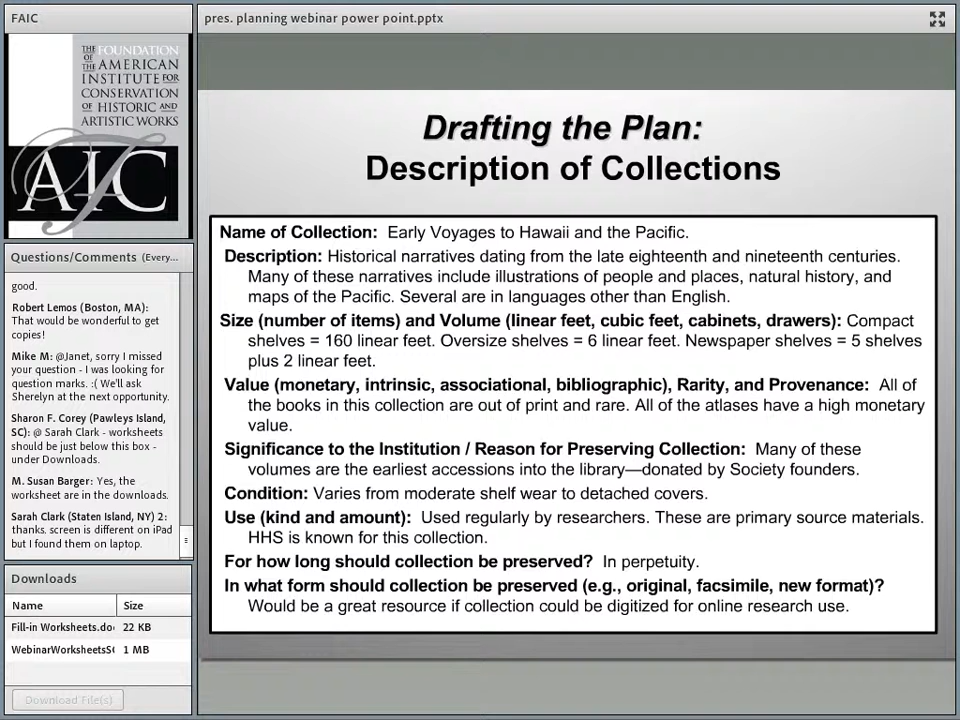 FAIC
THE FOUNDATION
OF THE AMERICAN
INSTITUTE FOR
CONSERVATION
OF HISTORIC AND
ARTISTIC WORKS
AIC
Questions/Comments (Every...
good.
Robert Lemos (Boston, MA):
That would be wonderful to get
copies!
Mike M: @Janet, sorry I missed
your question - I was looking for
question marks. :( We'll ask
Sherelyn at the next opportunity.
Sharon F. Corey (Pawleys Island,
SC): @ Sarah Clark - worksheets
should be just below this box -
under Downloads.
M. Susan Barger: Yes, the
worksheet are in the downloads.
Sarah Clark (Staten Island, NY) 2:
thanks. screen is different on iPad
but I found them on laptop.
Downloads
Name Size
Fill-in Worksheets.do 22 KB
WebinarWorksheetsS 1 MB
Download File(s)
pres. planning webinar power point.pptx
Drafting the Plan:
Description of Collections
Name of Collection: Early Voyages to Hawaii and the Pacific.
Description: Historical narratives dating from the late eighteenth and nineteenth centuries.
Many of these narratives include illustrations of people and places, natural history, and
maps of the Pacific. Several are in languages other than English.
Size (number of items) and Volume (linear feet, cubic feet, cabinets, drawers): Compact
shelves = 160 linear feet. Oversize shelves = 6 linear feet. Newspaper shelves = 5 shelves
plus 2 linear feet.
Value (monetary, intrinsic, associational, bibliographic), Rarity, and Provenance: All of
the books in this collection are out of print and rare. All of the atlases have a high monetary
value.
Significance to the Institution / Reason for Preserving Collection: Many of these
volumes are the earliest accessions into the library—donated by Society founders.
Condition: Varies from moderate shelf wear to detached covers.
Use (kind and amount): Used regularly by researchers. These are primary source materials.
HHS is known for this collection.
For how long should collection be preserved? In perpetuity.
In what form should collection be preserved (e.g., original, facsimile, new format)?
Would be a great resource if collection could be digitized for online research use.